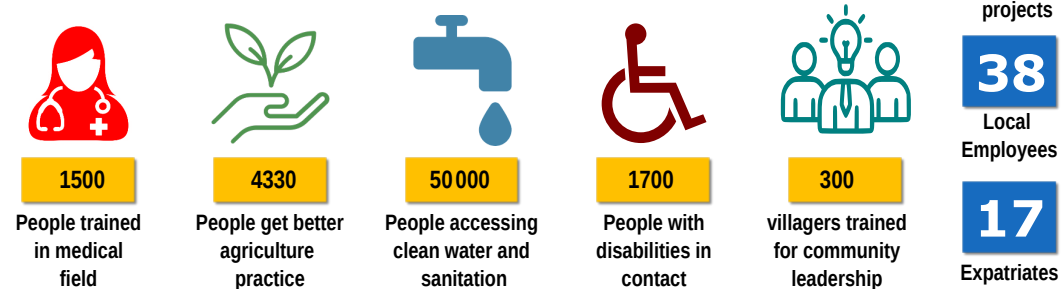 projects
38
Local
Employees
17
Expatriates
1500
People trained
in medical
field
4330
People get better
agriculture
practice
50 000
People accessing
clean water and
sanitation
1700
People with
disabilities in
contact
300
villagers trained
for community
leadership